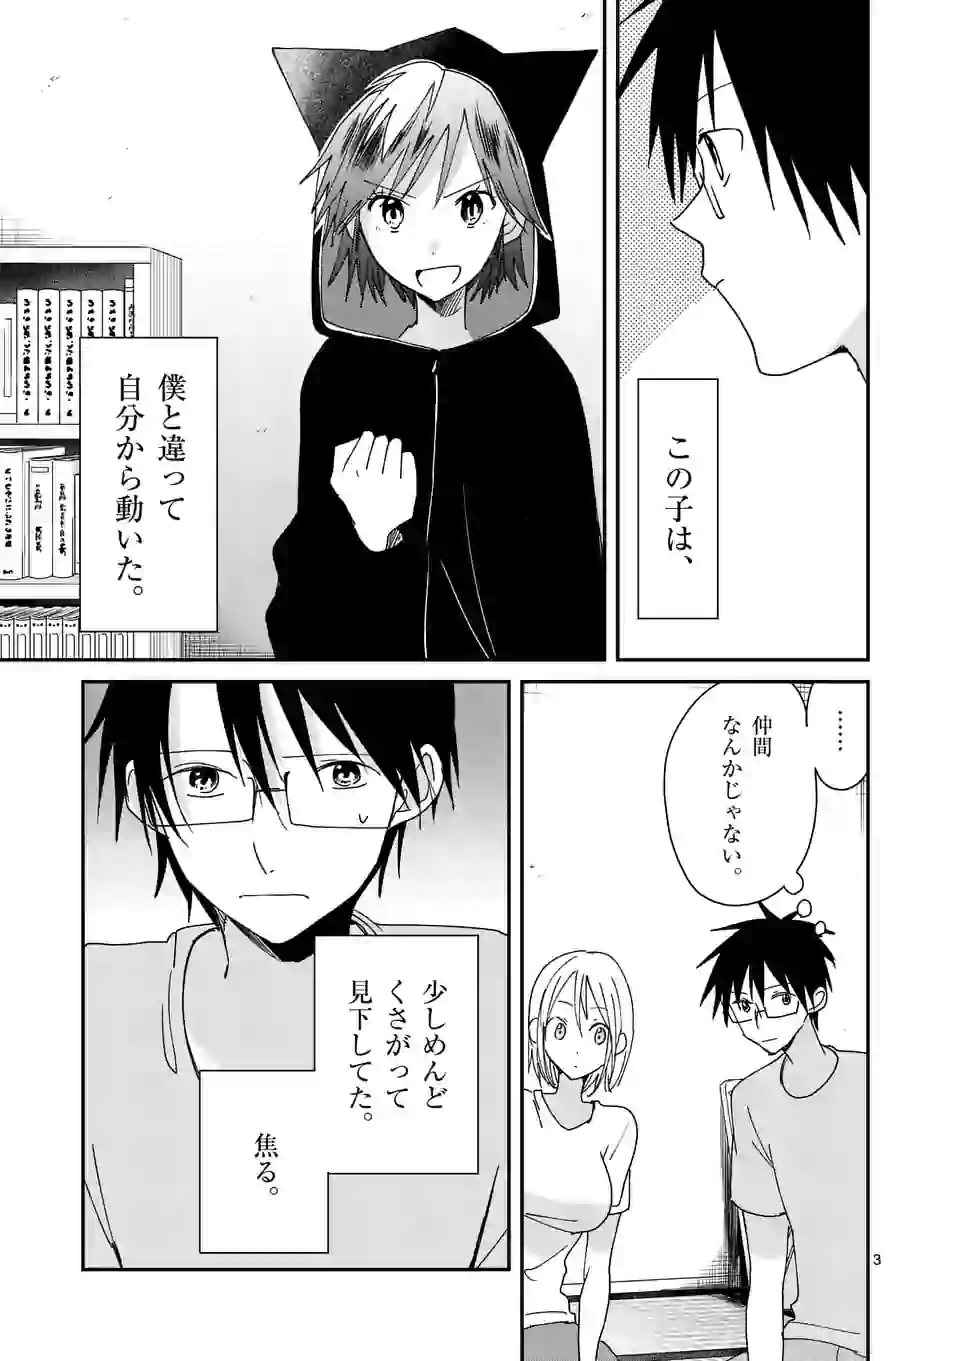 この子は、
僕と違って
自分から動いた。
……
仲間
なんかじゃない。
少しめんど
くさがって
見下してた。
焦る。
3